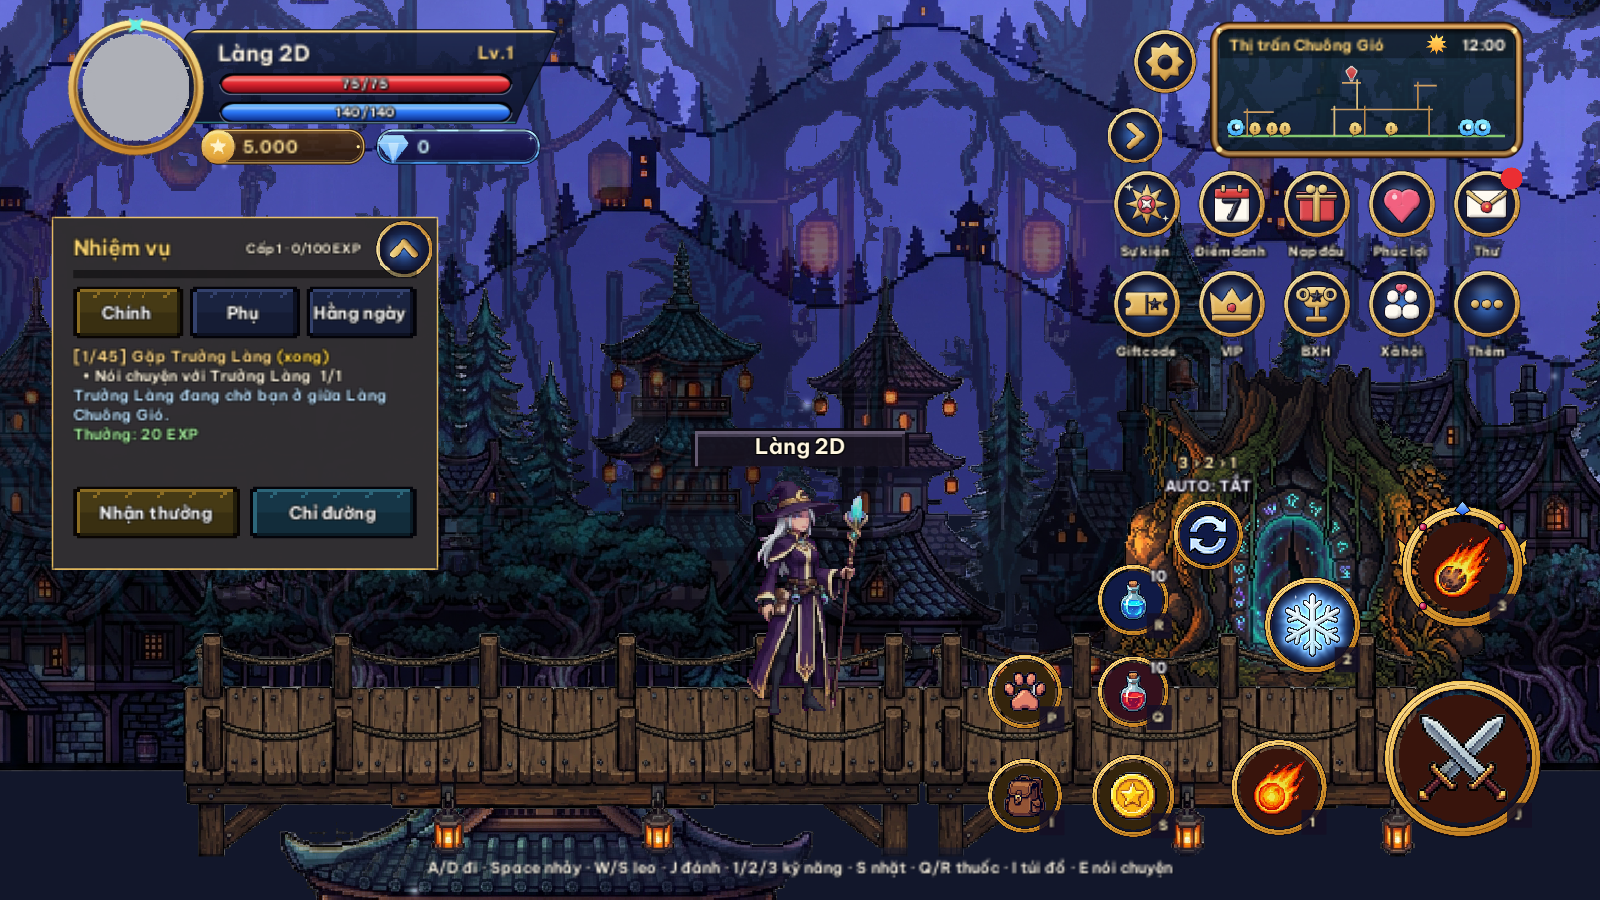 Làng 2D
Lv.1
75/75
140/140
5.000
0
Thị trấn Chuông Gió
12:00
Sự kiện
Điểm danh
Nạp đầu
Phúc lợi
Thư
Giftcode
VIP
BXH
Xã hội
Thêm
Nhiệm vụ
Cấp 1 · 0/100 EXP
Chính
Phụ
Hằng ngày
[1/45] Gặp Trưởng Làng (xong)
• Nói chuyện với Trưởng Làng 1/1
Trưởng Làng đang chờ bạn ở giữa Làng
Chuông Gió.
Thưởng: 20 EXP
Nhận thưởng
Chỉ đường
Làng 2D
3 › 2 › 1
AUTO: TẮT
10
R
3
2
10
Q
P
I
S
1
J
A/D đi · Space nhảy · W/S leo · J đánh · 1/2/3 kỹ năng · S nhặt · Q/R thuốc · I túi đồ · E nói chuyện